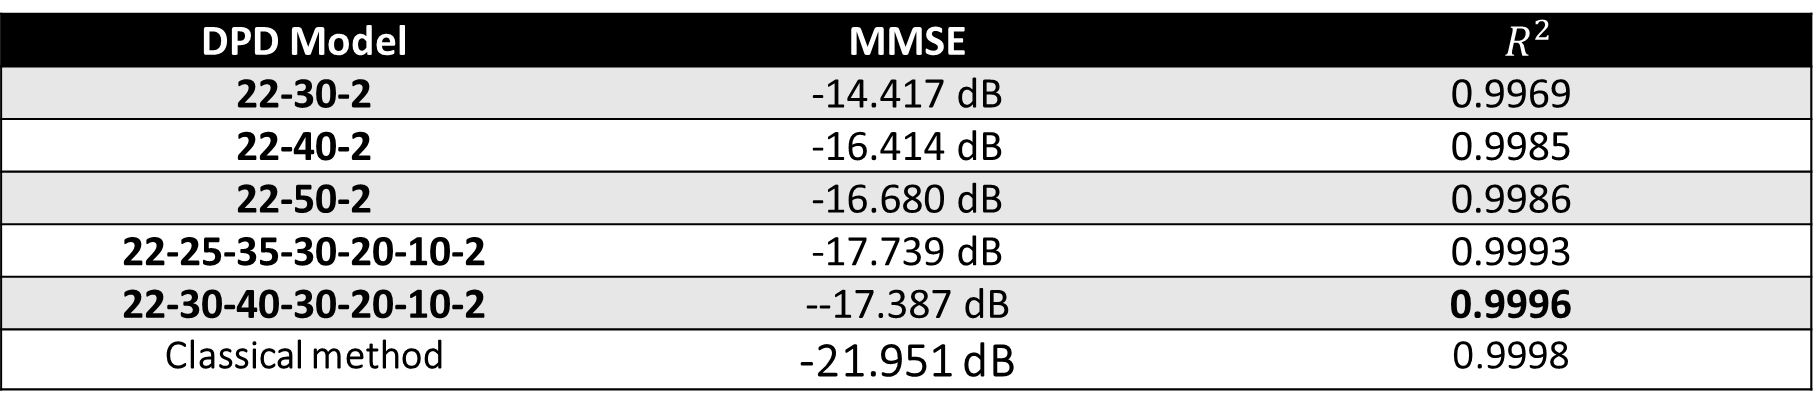 DPD Model MMSE R²
22-30-2 -14.417 dB 0.9969
22-40-2 -16.414 dB 0.9985
22-50-2 -16.680 dB 0.9986
22-25-35-30-20-10-2 -17.739 dB 0.9993
22-30-40-30-20-10-2 --17.387 dB 0.9996
Classical method -21.951 dB 0.9998